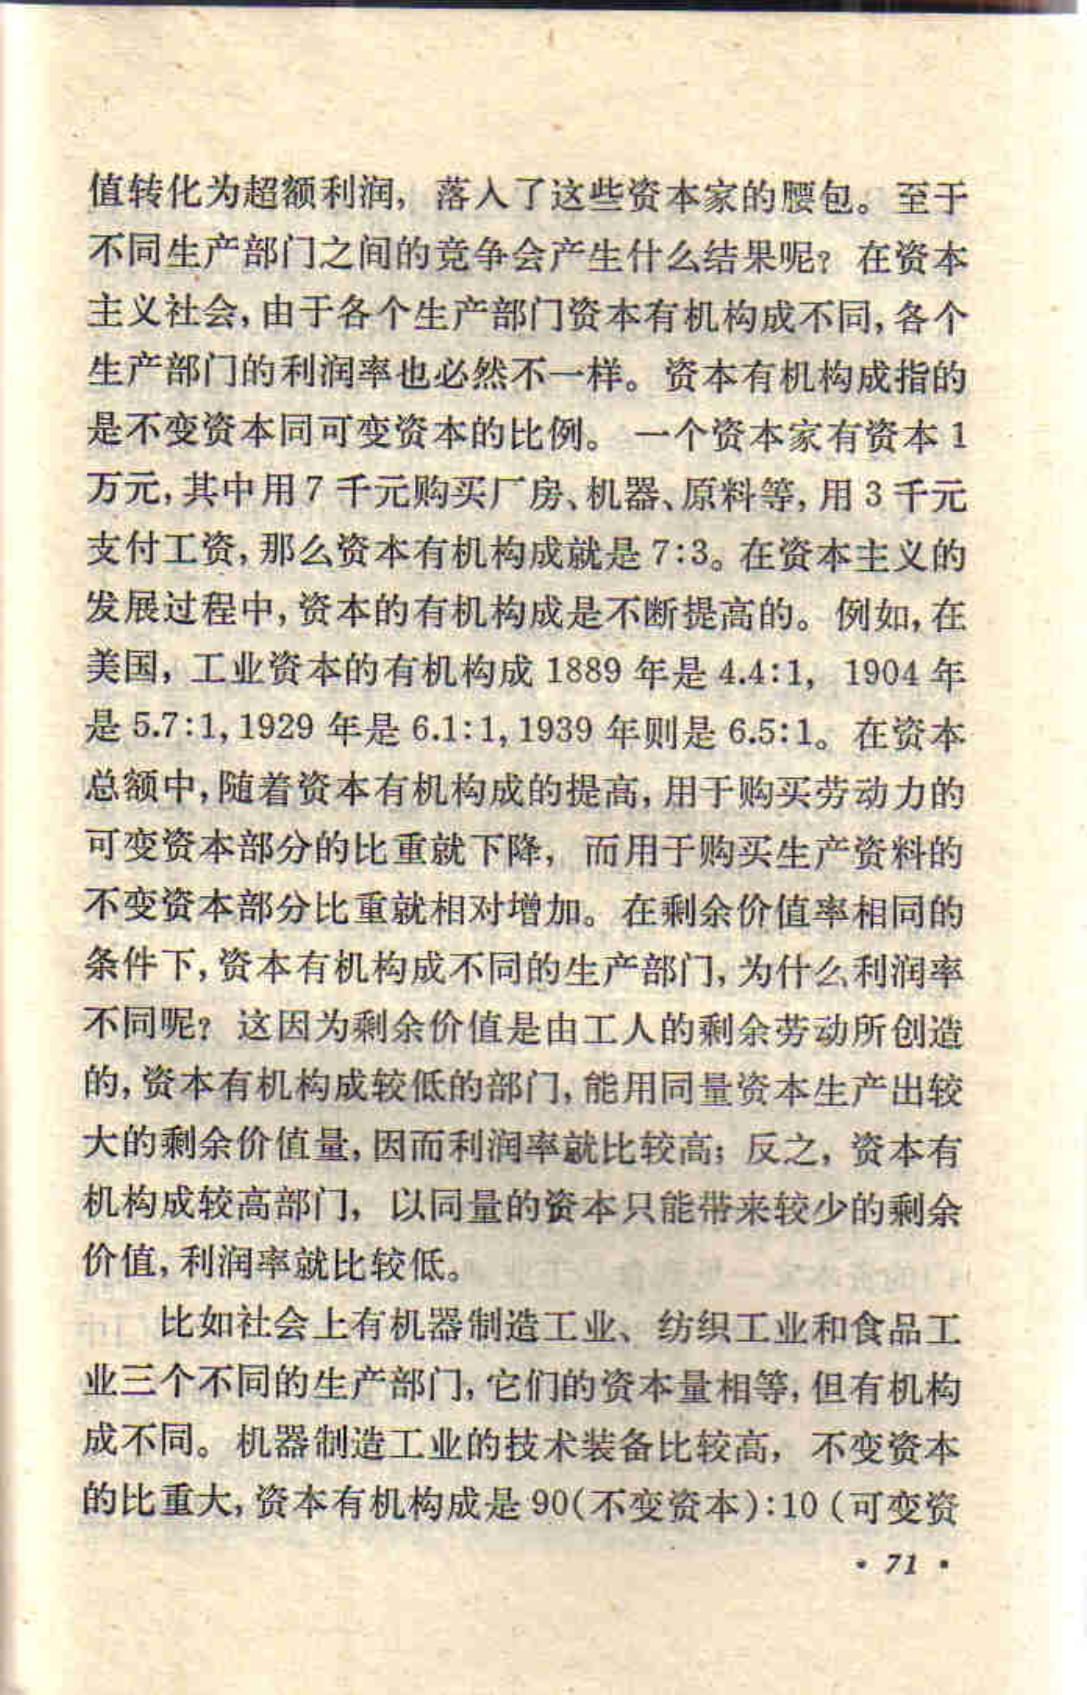 值转化为超额利润，落入了这些资本家的腰包。至于
不同生产部门之间的竞争会产生什么结果呢？在资本
主义社会，由于各个生产部门资本有机构成不同，各个
生产部门的利润率也必然不一样。资本有机构成指的
是不变资本同可变资本的比例。一个资本家有资本1
万元，其中用7千元购买厂房、机器、原料等，用3千元
支付工资，那么资本有机构成就是7:3。在资本主义的
发展过程中，资本的有机构成是不断提高的。例如，在
美国，工业资本的有机构成1889年是4.4:1，1904年
是5.7:1，1929年是6.1:1，1939年则是6.5:1。在资本
总额中，随着资本有机构成的提高，用于购买劳动力的
可变资本部分的比重就下降，而用于购买生产资料的
不变资本部分比重就相对增加。在剩余价值率相同的
条件下，资本有机构成不同的生产部门，为什么利润率
不同呢？这因为剩余价值是由工人的剩余劳动所创造
的，资本有机构成较低的部门，能用同量资本生产出较
大的剩余价值量，因而利润率就比较高；反之，资本有
机构成较高部门，以同量的资本只能带来较少的剩余
价值，利润率就比较低。
比如社会上有机器制造工业、纺织工业和食品工
业三个不同的生产部门，它们的资本量相等，但有机构
成不同。机器制造工业的技术装备比较高，不变资本
的比重大，资本有机构成是90(不变资本):10(可变资
• 71 •